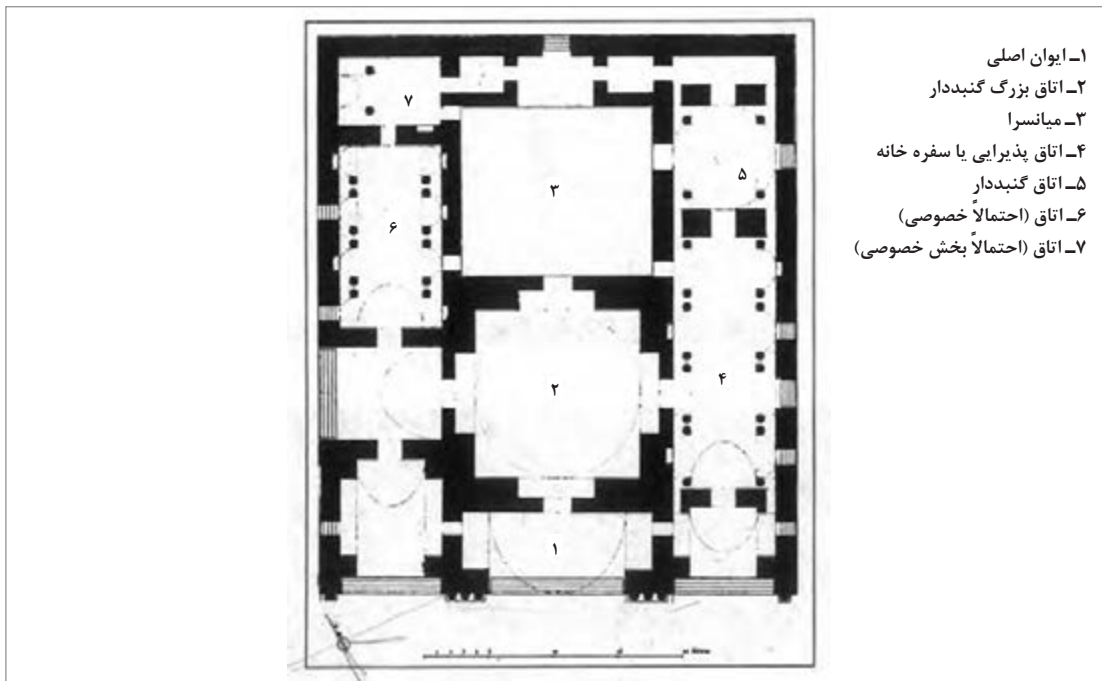 ۱ـ ایوان اصلی
۲ـ اتاق بزرگ گنبددار
۳ـ میانسرا
۴ـ اتاق پذیرایی یا سفره خانه
۵ـ اتاق گنبددار
۶ـ اتاق (احتمالاً خصوصی)
۷ـ اتاق (احتمالاً بخش خصوصی)
۷
۵
۳
۶
۲
۴
۱